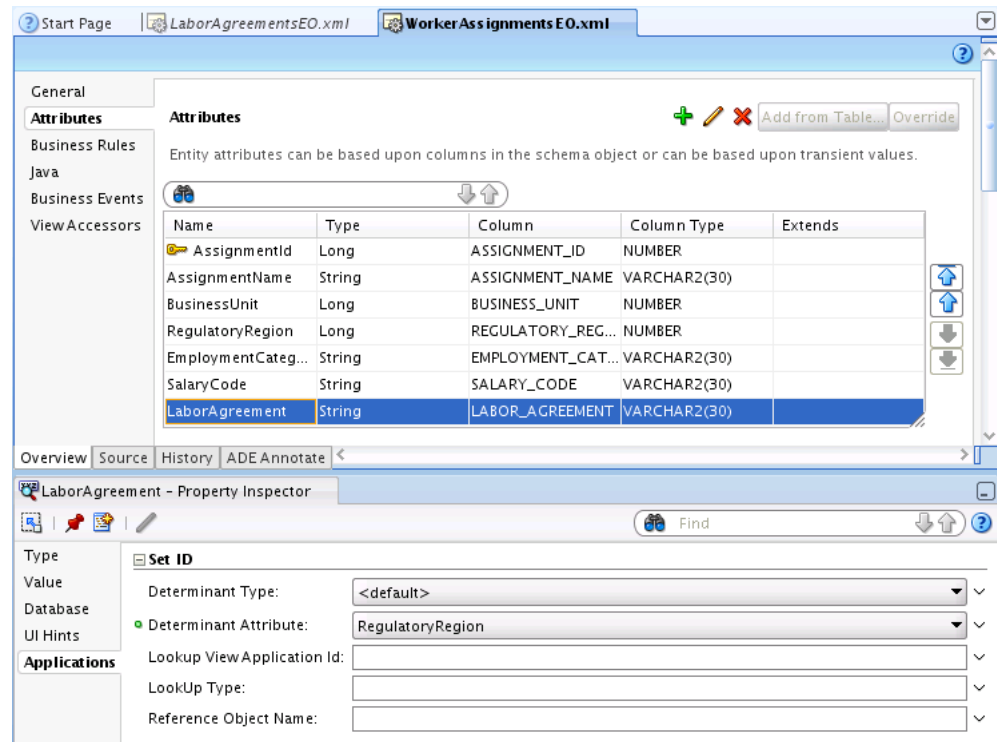 Start Page LaborAgreementsEO.xml WorkerAssignmentsEO.xml
General
Attributes
Business Rules
Java
Business Events
View Accessors
Attributes
Add from Table... Override
Entity attributes can be based upon columns in the schema object or can be based upon transient values.
Name Type Column Column Type Extends
AssignmentId Long ASSIGNMENT_ID NUMBER
AssignmentName String ASSIGNMENT_NAME VARCHAR2(30)
BusinessUnit Long BUSINESS_UNIT NUMBER
RegulatoryRegion Long REGULATORY_REG... NUMBER
EmploymentCateg... String EMPLOYMENT_CAT... VARCHAR2(30)
SalaryCode String SALARY_CODE VARCHAR2(30)
LaborAgreement String LABOR_AGREEMENT VARCHAR2(30)
Overview Source History ADE Annotate
LaborAgreement - Property Inspector
Find
Type
Value
Database
UI Hints
Applications
Set ID
Determinant Type: <default>
Determinant Attribute: RegulatoryRegion
Lookup View Application Id:
LookUp Type:
Reference Object Name: